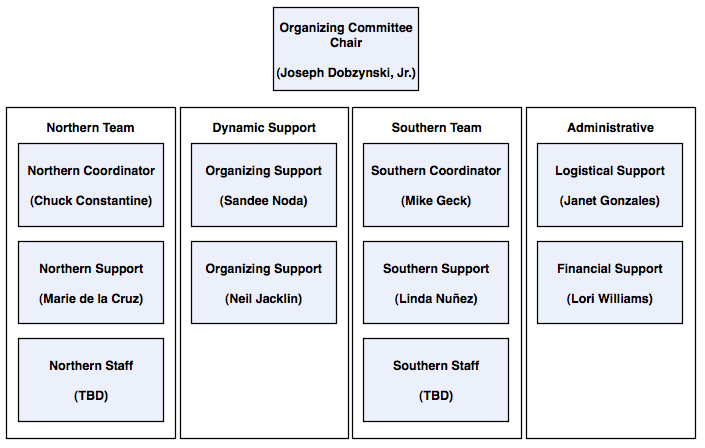 Organizing Committee
Chair
(Joseph Dobzynski, Jr.)
Northern Team
Northern Coordinator
(Chuck Constantine)
Northern Support
(Marie de la Cruz)
Northern Staff
(TBD)
Dynamic Support
Organizing Support
(Sandee Noda)
Organizing Support
(Neil Jacklin)
Southern Team
Southern Coordinator
(Mike Geck)
Southern Support
(Linda Nuñez)
Southern Staff
(TBD)
Administrative
Logistical Support
(Janet Gonzales)
Financial Support
(Lori Williams)